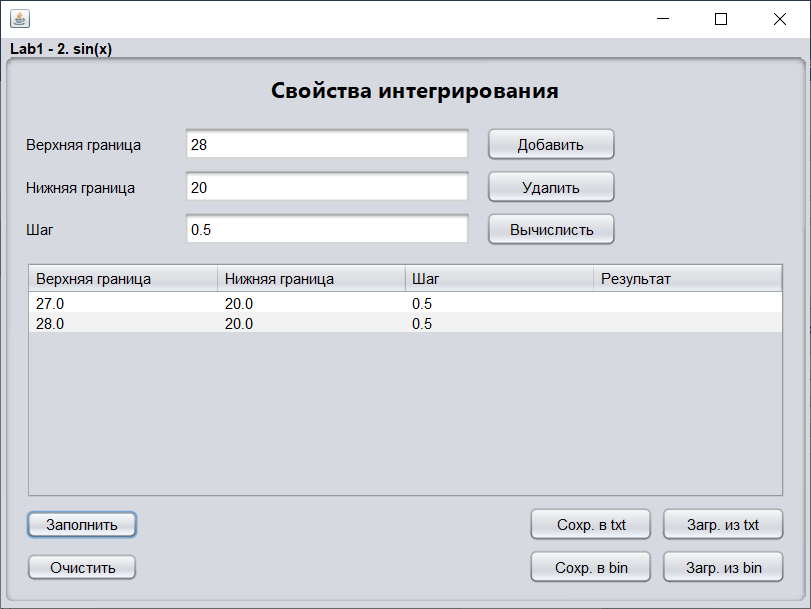 Lab1 - 2. sin(x)
Свойства интегрирования
Верхняя граница 28 Добавить
Нижняя граница 20 Удалить
Шаг 0.5 Вычислисть
Верхняя граница Нижняя граница Шаг Результат
27.0 20.0 0.5
28.0 20.0 0.5
Заполнить Сохр. в txt Загр. из txt
Очистить Сохр. в bin Загр. из bin